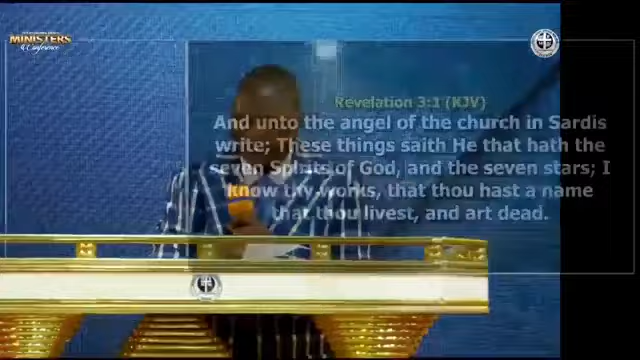 MINISTERS
Conference
Revelation 3:1 (KJV)
And unto the angel of the church in Sardis
write; These things saith He that hath the
seven Spirits of God, and the seven stars; I
know thy works, that thou hast a name
that thou livest, and art dead.